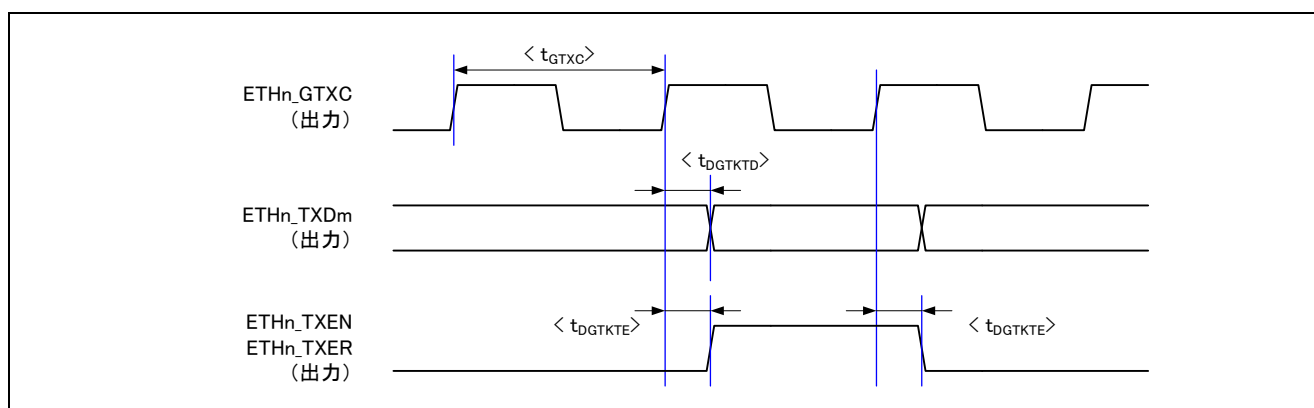 < tGTXC>
ETHn_GTXC
（出力）
< tDGTKTD>
ETHn_TXDm
（出力）
ETHn_TXEN
ETHn_TXER
（出力）
< tDGTKTE>
< tDGTKTE>